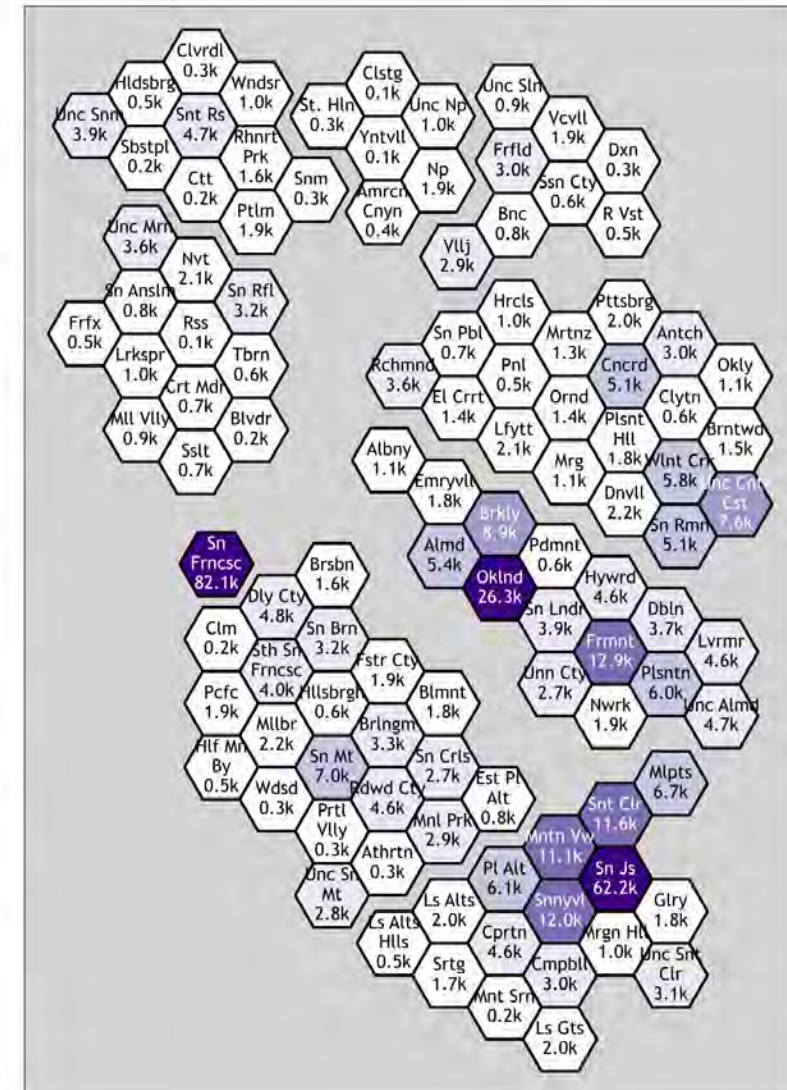 Clvrdl
0.3k
Hldsbrg
0.5k
Wndsr
1.0k
Unc Snm
3.9k
Snt Rs
4.7k
Sbstpl
0.2k
Rhnrt
Prk
1.6k
Ctt
0.2k
Snm
0.3k
Ptlm
1.9k
Clstg
0.1k
St. Hln
0.3k
Unc Np
1.0k
Yntvll
0.1k
Np
1.9k
Amrcn
Cnyn
0.4k
Unc Sln
0.9k
Vcvll
1.9k
Frfld
3.0k
Dxn
0.3k
Ssn Cty
0.6k
Bnc
0.8k
R Vst
0.5k
Vllj
2.9k
Unc Mrn
3.6k
Nvt
2.1k
Sn Anslm
0.8k
Sn Rfl
3.2k
Frfx
0.5k
Rss
0.1k
Lrkspr
1.0k
Tbrn
0.6k
Crt Mdr
0.7k
Mll Vlly
0.9k
Blvdr
0.2k
Sslt
0.7k
Hrcls
1.0k
Pttsbrg
2.0k
Sn Pbl
0.7k
Mrtnz
1.3k
Antch
3.0k
Rchmnd
3.6k
Pnl
0.5k
Cncrd
5.1k
Okly
1.1k
El Crrt
1.4k
Ornd
1.4k
Clytn
0.6k
Lfytt
2.1k
Plsnt
Hll
1.8k
Brntwd
1.5k
Mrg
1.1k
Wlnt Crk
5.8k
Unc Cntr
Cst
7.6k
Dnvll
2.2k
Sn Rmn
5.1k
Albny
1.1k
Emryvll
1.8k
Brkly
8.9k
Almd
5.4k
Pdmnt
0.6k
Oklnd
26.3k
Hywrd
4.6k
Sn Lndr
3.9k
Dbln
3.7k
Frmnt
12.9k
Lvrmr
4.6k
Unn Cty
2.7k
Plsntn
6.0k
Nwrk
1.9k
Unc Almd
4.7k
Sn
Frncsc
82.1k
Brsbn
1.6k
Dly Cty
4.8k
Clm
0.2k
Sn Brn
3.2k
Sth Sn
Frncsc
4.0k
Fstr Cty
1.9k
Pcfc
1.9k
Hllsbrgh
0.6k
Blmnt
1.8k
Mllbr
2.2k
Brlngm
3.3k
Hlf Mn
By
0.5k
Sn Mt
7.0k
Sn Crls
2.7k
Wdsd
0.3k
Rdwd Cty
4.6k
Est Pl
Alt
0.8k
Prtl
Vlly
0.3k
Mnl Prk
2.9k
Athrtn
0.3k
Unc Sn
Mt
2.8k
Mlpts
6.7k
Snt Clr
11.6k
Mntn Vw
11.1k
Pl Alt
6.1k
Sn Js
62.2k
Ls Alts
2.0k
Snnyvl
12.0k
Glry
1.8k
Ls Alts
Hlls
0.5k
Cprtn
4.6k
Mrgn Hll
1.0k
Srtg
1.7k
Cmpbll
3.0k
Unc Snt
Clr
3.1k
Mnt Srn
0.2k
Ls Gts
2.0k